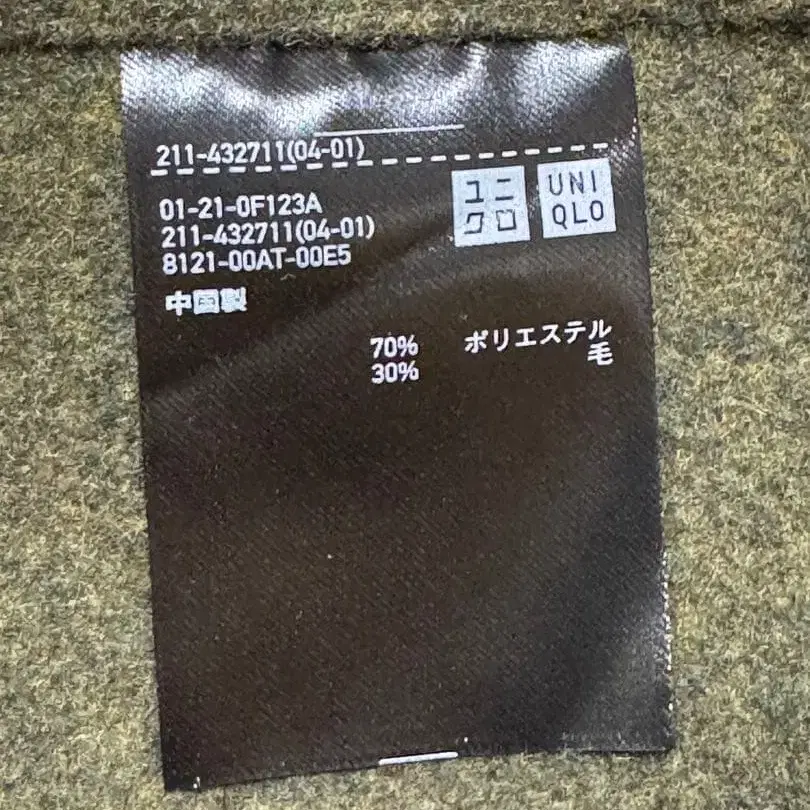 211-432711(04-01)
ユニ
クロ
UNI
QLO
01-21-0F123A
211-432711(04-01)
8121-00AT-00E5
中国製
70% ポリエステル
30% 毛